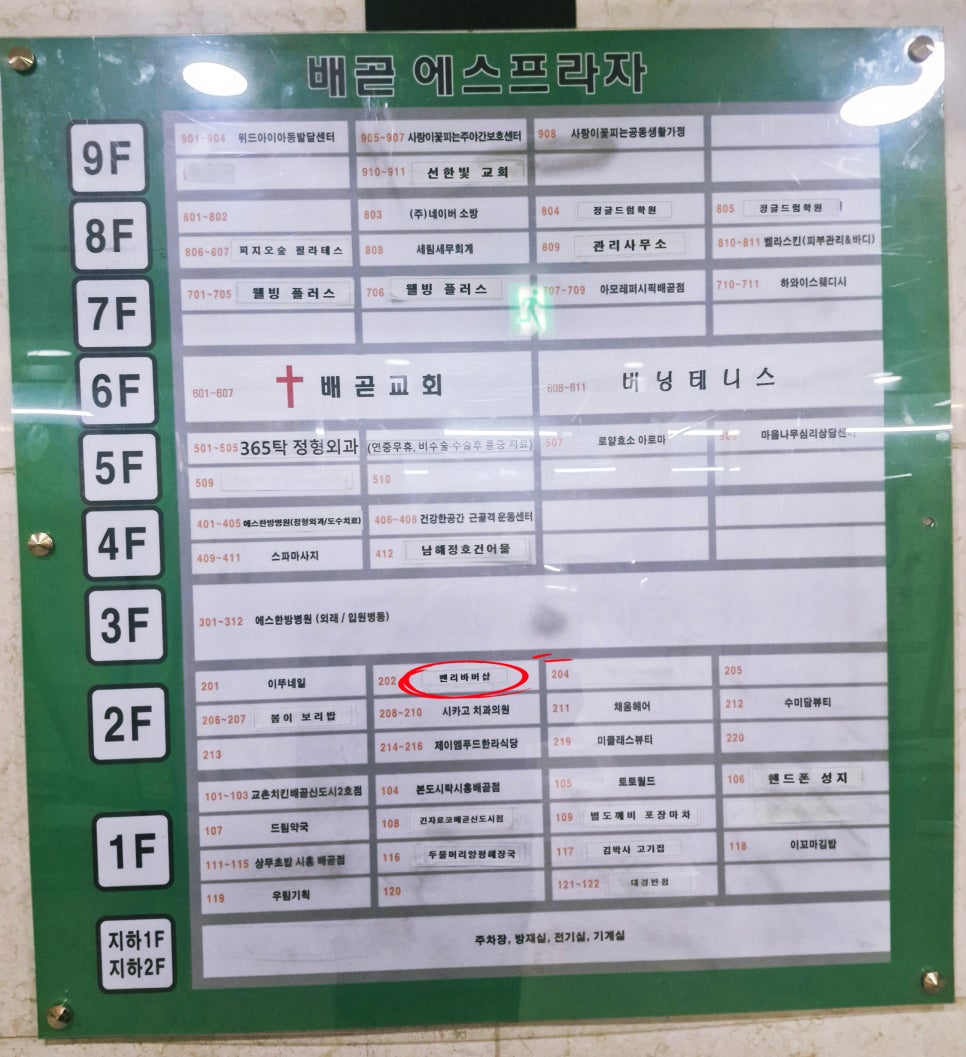 배곧 에스프라자
9F
901~904 위드아이아동발달센터 905~907 사랑이꽃피는주야간보호센터 908 사랑이꽃피는공동생활가정
910~911 선한빛 교회
8F
801~802 803 (주)네이버 소방 804 정글드럼학원 805 정글드럼학원
806~807 피지오숲 필라테스 808 세림세무회계 809 관리사무소 810~811 벨라스킨(피부관리&바디)
7F
701~705 웰빙 플러스 706 웰빙 플러스 707~709 아모레퍼시픽배곧점 710~711 하와이스웨디시
6F
601~607 배곧교회 608~611 버닝테니스
5F
501~505 365탁 정형외과 (연중무휴, 비수술 수술후 통증 치료) 507 로얄효소 아로마 마음나무심리상담센터
509 510
4F
401~405 에스한방병원(정형외과/도수치료) 406~408 건강한공간 근골격 운동센터
409~411 스파마사지 412 남해정호건어물
3F
301~312 에스한방병원 (외래 / 입원병동)
2F
201 이뚜네일 202 맨리바버샵 204 205
206~207 봄이 보리밥 208~210 시카고 치과의원 211 채움헤어 212 수미담뷰티
213 214~216 제이엠푸드한라식당 219 미플래스뷰티 220
1F
101~103 교촌치킨배곧신도시2호점 104 본도시락시흥배곧점 105 토토월드 106 핸드폰 성지
107 드림약국 108 긴자료코배곧신도시점 109 별도깨비 포장마차
111~115 상무초밥 시흥 배곧점 116 두물머리양평해장국 117 김박사 고기집 118 이꼬마김밥
119 우림기획 120 121~122 대경반점
지하1F
지하2F
주차장, 방재실, 전기실, 기계실